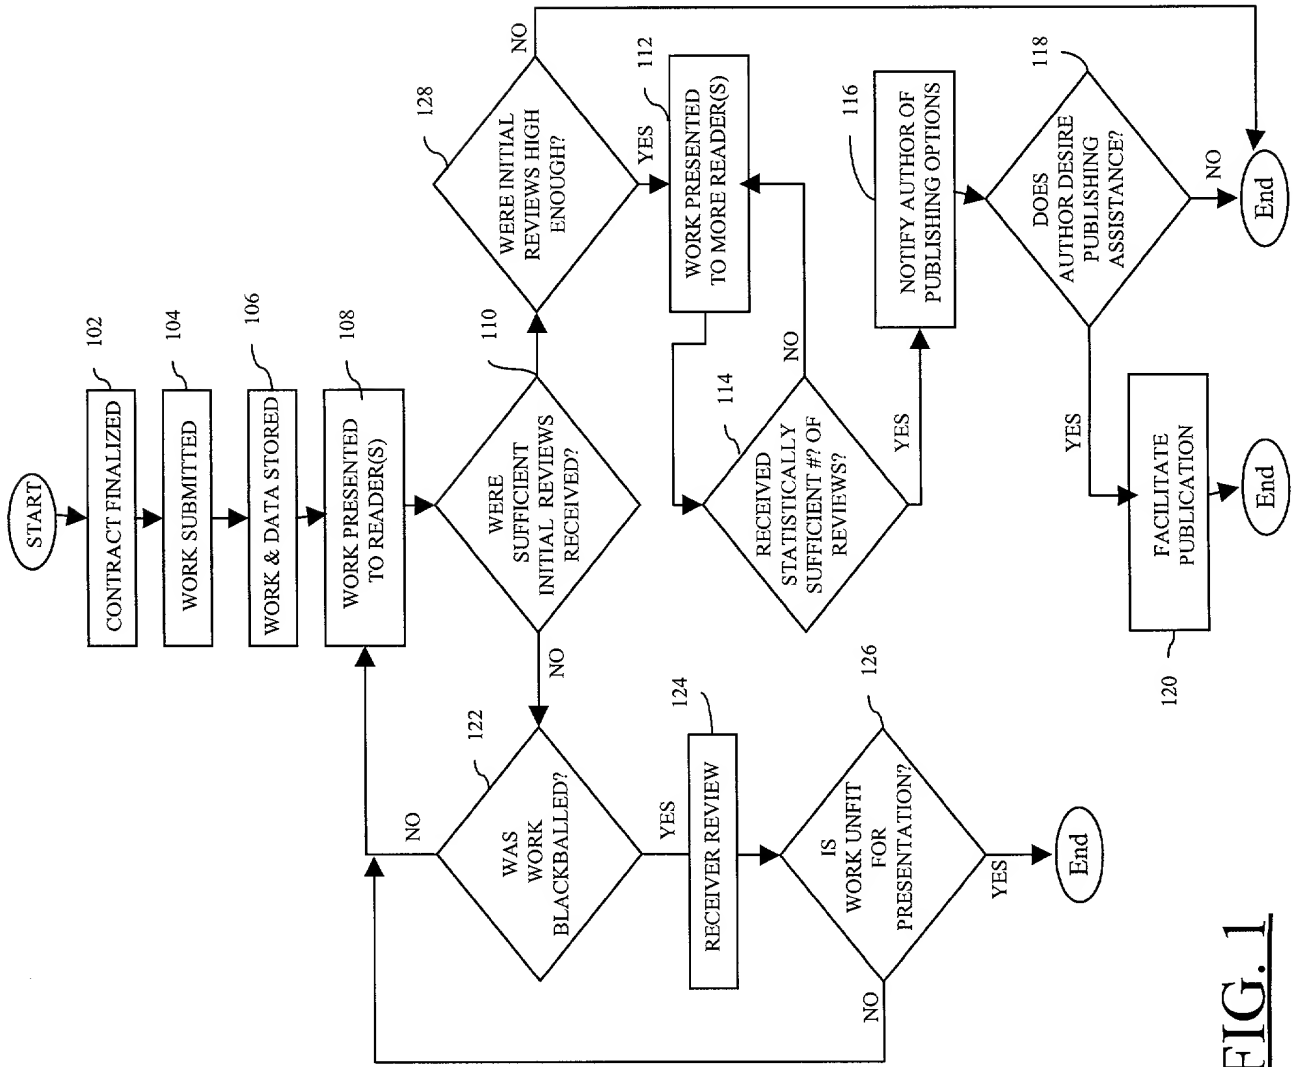 START
102
CONTRACT FINALIZED
104
WORK SUBMITTED
106
WORK & DATA STORED
108
WORK PRESENTED
TO READER(S)
110
WERE
SUFFICIENT
INITIAL REVIEWS
RECEIVED?
NO
122
WAS
WORK
BLACKBALLED?
NO
YES
124
RECEIVER REVIEW
126
IS
WORK UNFIT
FOR
PRESENTATION?
NO
YES
End
128
WERE INITIAL
REVIEWS HIGH
ENOUGH?
NO
YES
112
WORK PRESENTED
TO MORE READER(S)
114
RECEIVED
STATISTICALLY
SUFFICIENT #? OF
REVIEWS?
NO
YES
116
NOTIFY AUTHOR OF
PUBLISHING OPTIONS
118
DOES
AUTHOR DESIRE
PUBLISHING
ASSISTANCE?
NO
End
YES
120
FACILITATE
PUBLICATION
End
FIG. 1